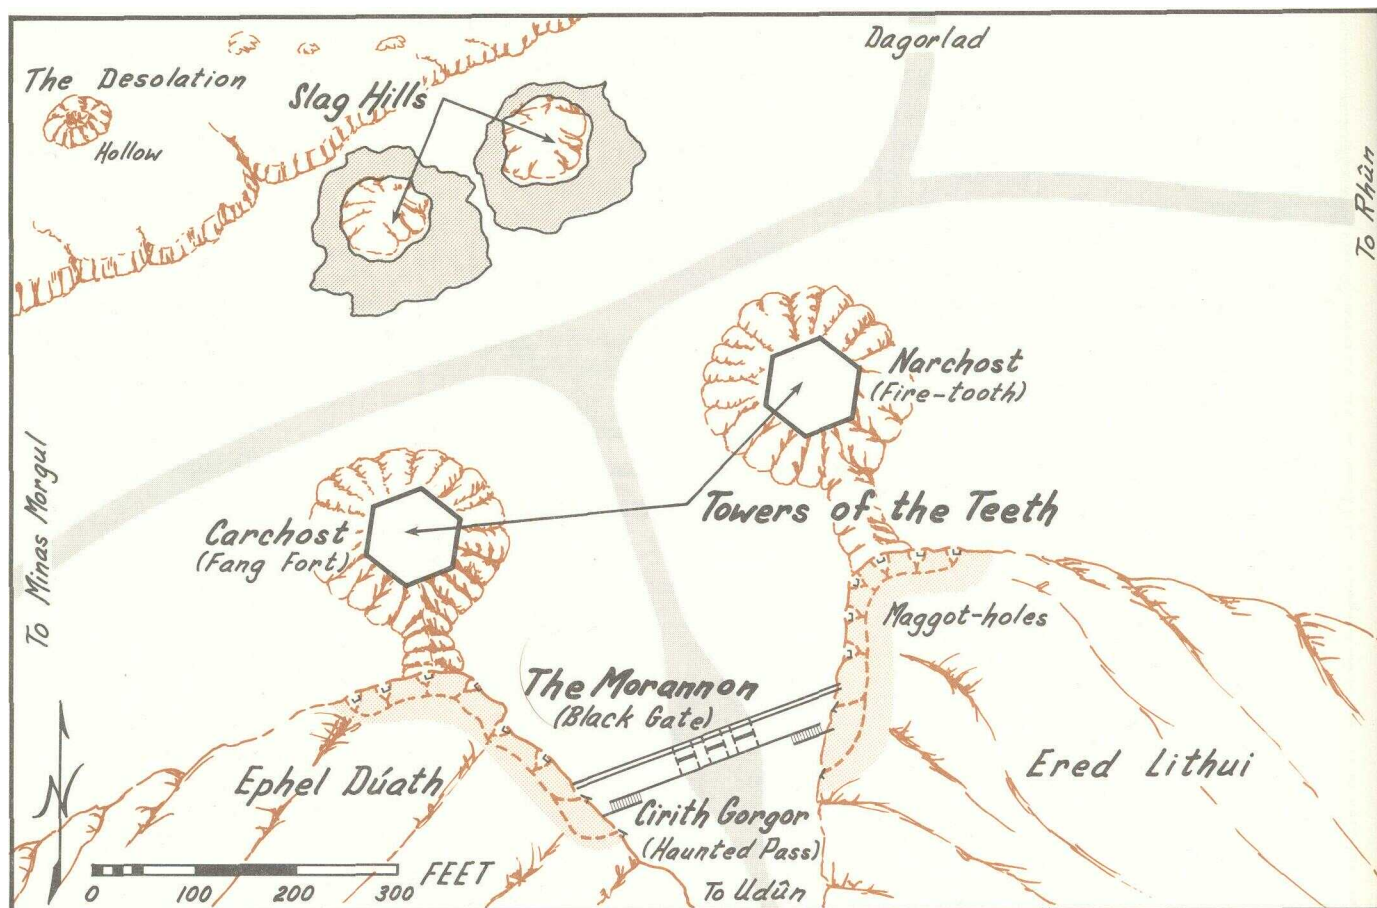 Dagorlad
The Desolation
Slag Hills
Hollow
To Rhûn
Narchost
(Fire-tooth)
To Minas Morgul
Towers of the Teeth
Carchost
(Fang Fort)
Maggot-holes
The Morannon
(Black Gate)
Ephel Dúath
Ered Lithui
Cirith Gorgor
(Haunted Pass)
To Udûn
N
FEET
0 100 200 300